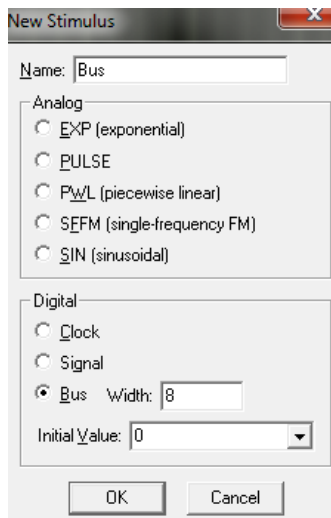 New Stimulus
Name: Bus
Analog
EXP (exponential)
PULSE
PWL (piecewise linear)
SFFM (single-frequency FM)
SIN (sinusoidal)
Digital
Clock
Signal
Bus Width: 8
Initial Value: 0
OK Cancel